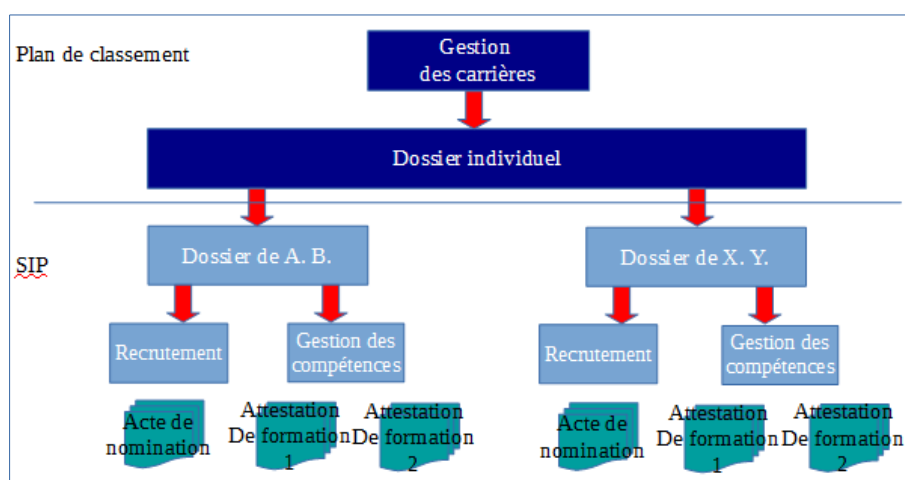 Plan de classement
Gestion
des carrières
Dossier individuel
SIP
Dossier de A. B.
Dossier de X. Y.
Recrutement
Gestion des
compétences
Recrutement
Gestion des
compétences
Acte de
nomination
Attestation
De formation
1
Attestation
De formation
2
Acte de
nomination
Attestation
De formation
1
Attestation
De formation
2